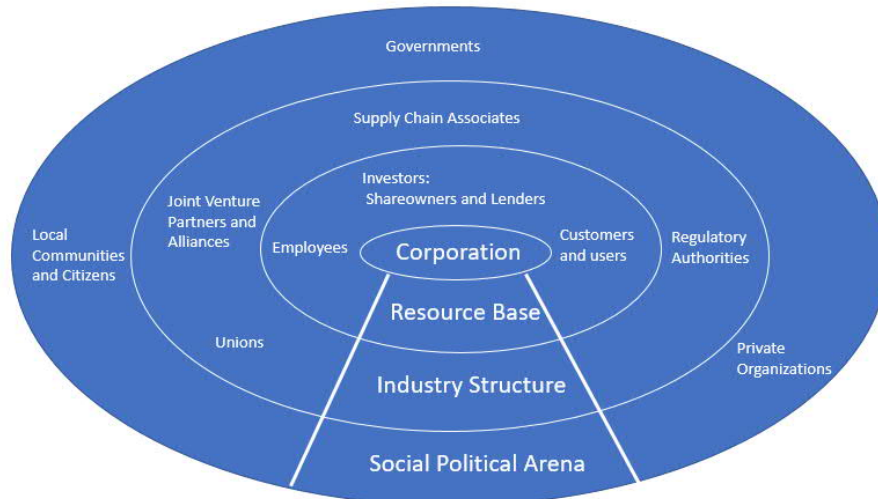 Governments
Supply Chain Associates
Investors:
Shareowners and Lenders
Joint Venture
Partners and
Alliances
Local
Communities
and Citizens
Employees
Corporation
Customers
and users
Regulatory
Authorities
Resource Base
Unions
Private
Organizations
Industry Structure
Social Political Arena